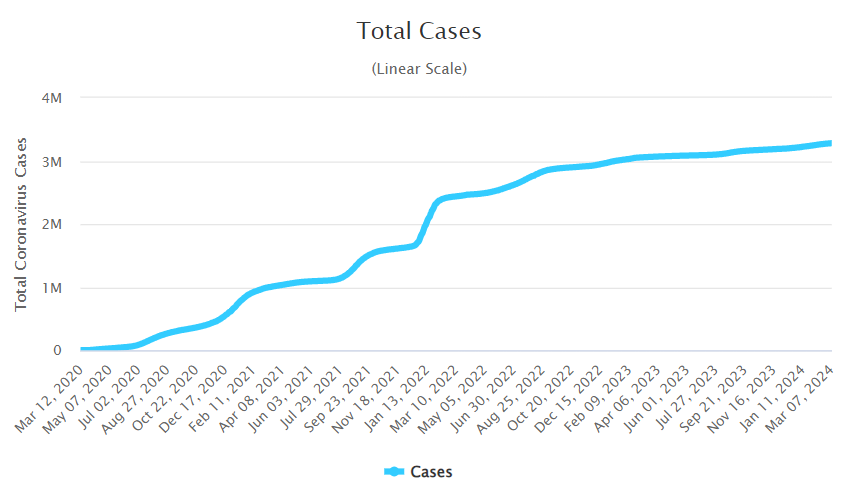 Total Cases
(Linear Scale)
Total Coronavirus Cases
4M
3M
2M
1M
0
Mar 12, 2020
May 07, 2020
Jul 02, 2020
Aug 27, 2020
Oct 22, 2020
Dec 17, 2020
Feb 11, 2021
Apr 08, 2021
Jun 03, 2021
Jul 29, 2021
Sep 23, 2021
Nov 18, 2021
Jan 13, 2022
Mar 10, 2022
May 05, 2022
Jun 30, 2022
Aug 25, 2022
Oct 20, 2022
Dec 15, 2022
Feb 09, 2023
Apr 06, 2023
Jun 01, 2023
Jul 27, 2023
Sep 21, 2023
Nov 16, 2023
Jan 11, 2024
Mar 07, 2024
Cases